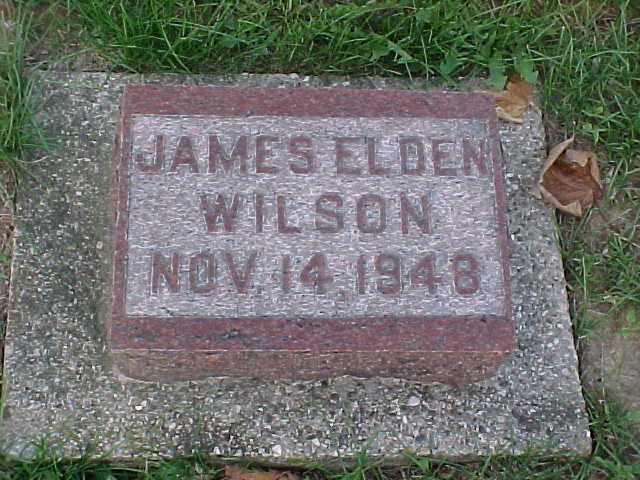 JAMES ELDEN
WILSON
NOV. 14 1948